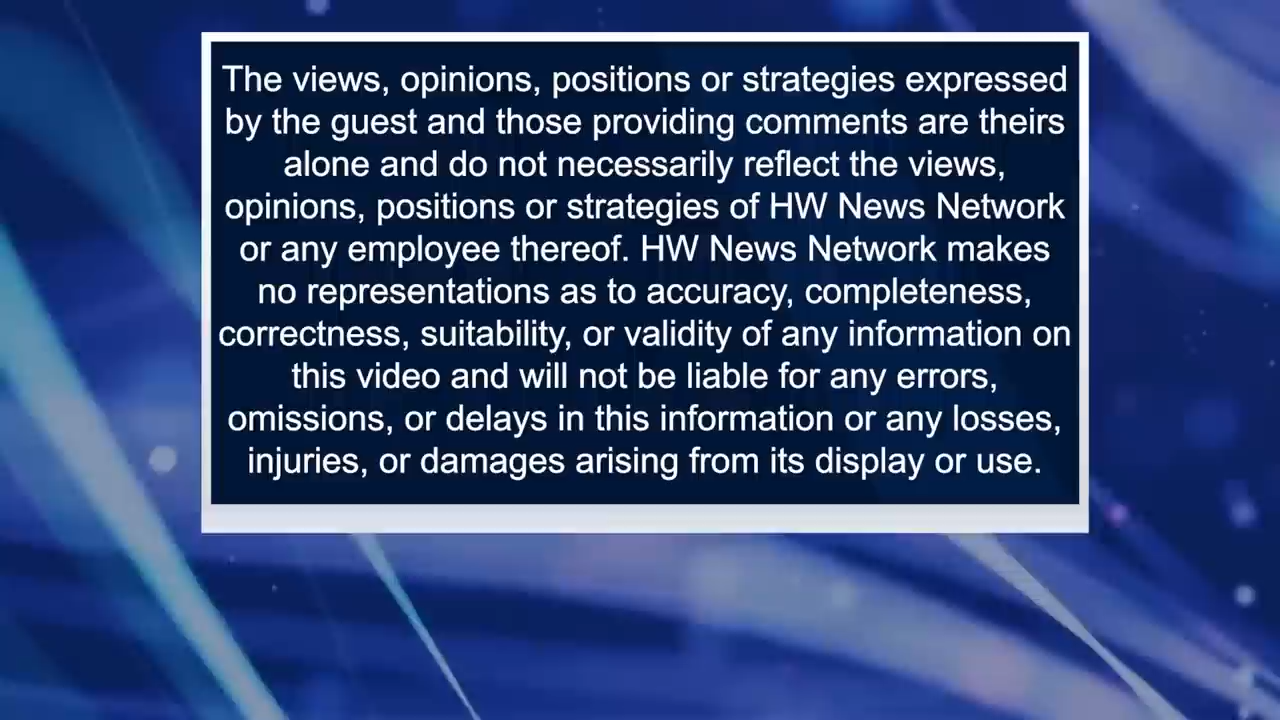 The views, opinions, positions or strategies expressed
by the guest and those providing comments are theirs
alone and do not necessarily reflect the views,
opinions, positions or strategies of HW News Network
or any employee thereof. HW News Network makes
no representations as to accuracy, completeness,
correctness, suitability, or validity of any information on
this video and will not be liable for any errors,
omissions, or delays in this information or any losses,
injuries, or damages arising from its display or use.